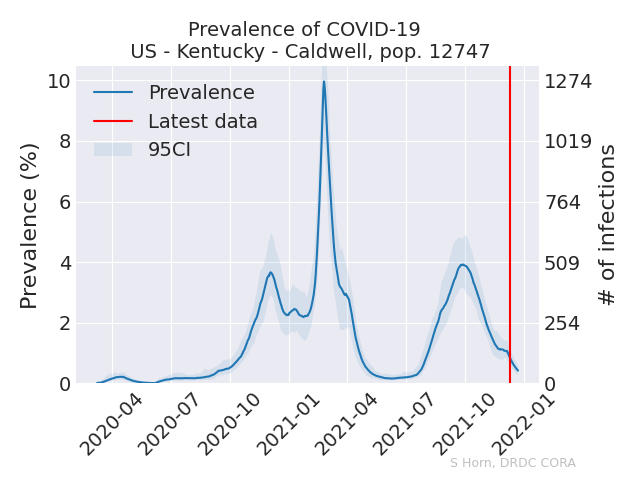 Prevalence of COVID-19
US - Kentucky - Caldwell, pop. 12747
Prevalence (%)
10
8
6
4
2
0
Prevalence
Latest data
95CI
1274
1019
764
509
254
0
# of infections
2020-04
2020-07
2020-10
2021-01
2021-04
2021-07
2021-10
2022-01
S Horn, DRDC CORA